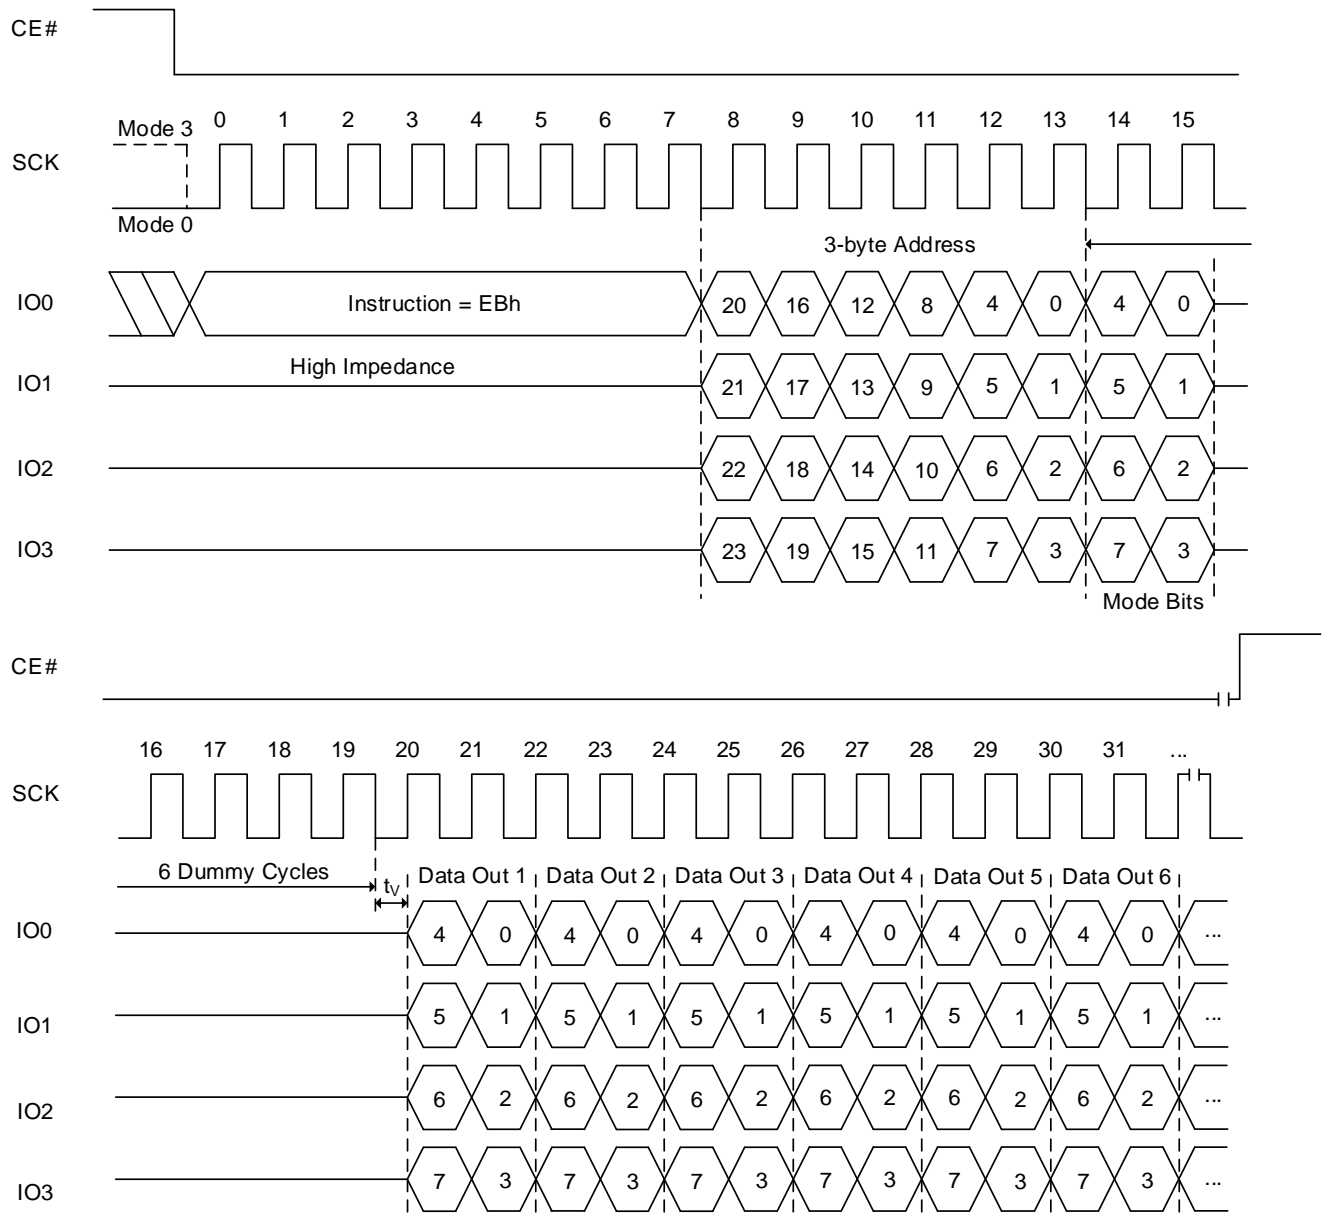 CE#
Mode 3 0 1 2 3 4 5 6 7 8 9 10 11 12 13 14 15
SCK
Mode 0
3-byte Address
IO0 Instruction = EBh 20 16 12 8 4 0 4 0
High Impedance
IO1 21 17 13 9 5 1 5 1
IO2 22 18 14 10 6 2 6 2
IO3 23 19 15 11 7 3 7 3
Mode Bits
CE#
16 17 18 19 20 21 22 23 24 25 26 27 28 29 30 31 ...
SCK
6 Dummy Cycles tV Data Out 1 Data Out 2 Data Out 3 Data Out 4 Data Out 5 Data Out 6
IO0 4 0 4 0 4 0 4 0 4 0 4 0 ...
IO1 5 1 5 1 5 1 5 1 5 1 5 1 ...
IO2 6 2 6 2 6 2 6 2 6 2 6 2 ...
IO3 7 3 7 3 7 3 7 3 7 3 7 3 ...